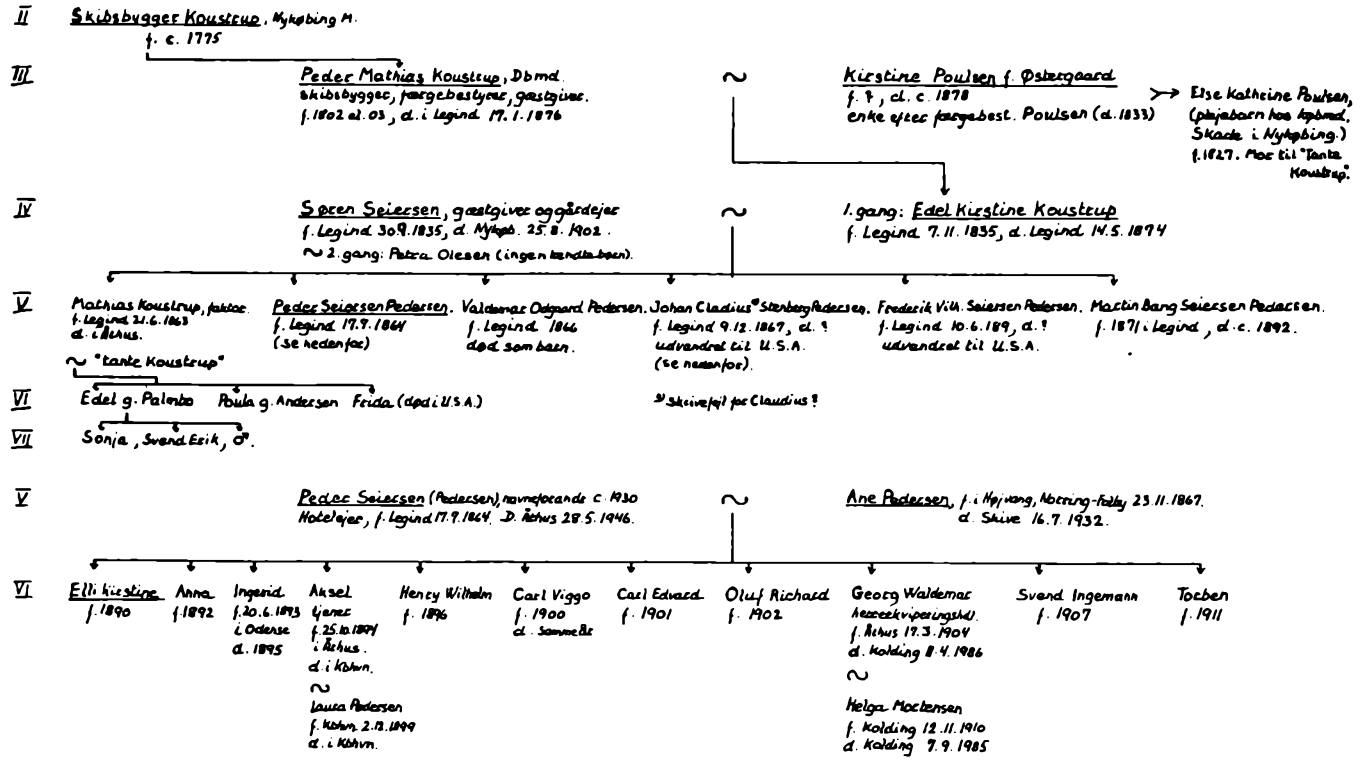 II Skibsbygger Koustrup, Nykøbing M.
f. c. 1775
III Peder Mathias Koustrup, Dbmd.
skibsbygger, færgebestyrer, gæstgiver.
f. 1802 el. 03, d. i Legind 17.1.1876
~
Kirstine Poulsen f. Østergaard
f. ?, d. c. 1878
enke efter færgebest. Poulsen (d. 1833)
Else Kathrine Poulsen,
(plejebarn hos købmd.
Skade i Nykøbing.)
f. 1827. Mor til "Tante
Koustrup".
IV Søren Seiersen, gæstgiver og gårdejer
f. Legind 30.9.1835, d. Nykøb. 25.8.1902.
~ 2. gang: Petra Olesen (ingen kendte børn).
~
1. gang: Edel Kirstine Koustrup
f. Legind 7.11.1835, d. Legind 14.5.1874
V Mathias Koustrup, faktor.
f. Legind 21.6.1863
d. i Århus.
~ "tante Koustrup"
Peder Seiersen Pedersen.
f. Legind 17.9.1864
(se nedenfor)
Valdemar Odgaard Pedersen.
f. Legind 1866
død som barn.
Johan Cladius*) Stenberg Pedersen.
f. Legind 9.12.1867, d. ?
udvandret til U.S.A.
(se nedenfor).
Frederik Vilh. Seiersen Pedersen.
f. Legind 10.6.189, d. ?
udvandret til U.S.A.
Martin Bang Seiersen Pedersen.
f. 1871 i Legind, d. c. 1892.
VI Edel g. Palmbo Poula g. Andersen Frida (død i U.S.A.)
*) Skrivefejl for Claudius ?
VII Sonja, Svend Erik, ♂.
V Peder Seiersen (Pedersen), navneforandr. c. 1930
Hotelejer, f. Legind 17.9.1864. D. Århus 28.5.1946.
~
Ane Pedersen, f. i Højvang, Nørring-Folby 23.11.1867.
d. Skive 16.7.1932.
VI Elli Kirstine
f. 1890
Anna
f. 1892
Ingerid
f. 20.6.1893
i Odense
d. 1895
Aksel
tjener
f. 25.10.1894
i Århus.
d. i Kbhvn.
~
Laura Pedersen
f. Kbhvn 2.12.1899
d. i Kbhvn.
Henry Wilhelm
f. 1896
Carl Viggo
f. 1900
d. samme år
Carl Edvard
f. 1901
Oluf Richard
f. 1902
Georg Waldemar
herreekviperingshdl.
f. Århus 17.3.1904
d. Kolding 8.4.1986
~
Helga Mortensen
f. Kolding 12.11.1910
d. Kolding 7.9.1985
Svend Ingemann
f. 1907
Torben
f. 1911